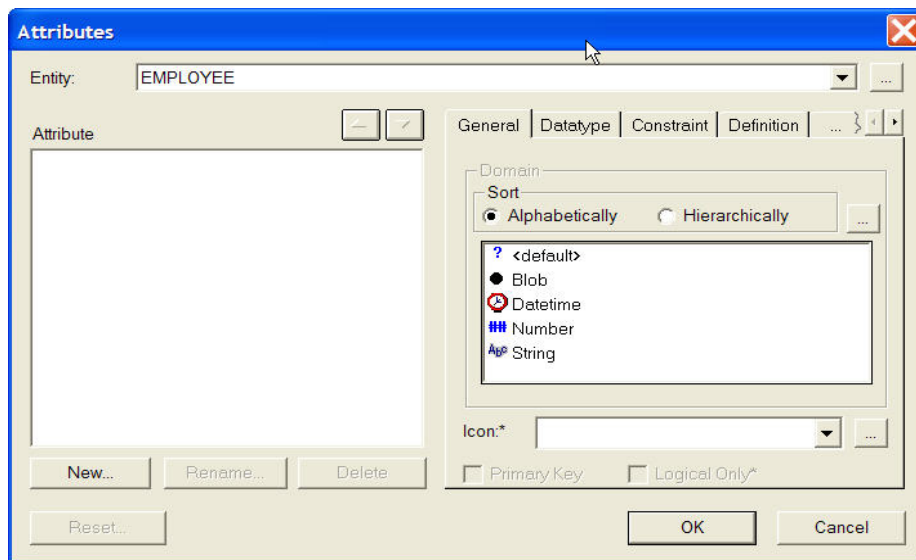 Attributes
Entity: EMPLOYEE ...
Attribute
General Datatype Constraint Definition ...
Domain
Sort
Alphabetically Hierarchically ...
? <default>
Blob
Datetime
## Number
Abc String
Icon:* ...
New... Rename... Delete
Primary Key Logical Only*
Reset... OK Cancel